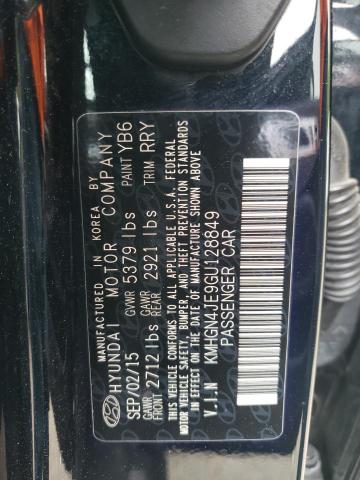 MANUFACTURED IN KOREA
HYUNDAI MOTOR COMPANY
SEP/02/15 GVWR 5379 lbs PAINT YB6
GAWR FRONT 2712 lbs GAWR REAR 2921 lbs TRIM RRY
THIS VEHICLE CONFORMS TO ALL APPLICABLE U.S.A. FEDERAL
MOTOR VEHICLE SAFETY, BUMPER, AND THEFT PREVENTION STANDARDS
IN EFFECT ON THE DATE OF MANUFACTURE SHOWN ABOVE
V.I.N KMHGN4JE9GU128849
PASSENGER CAR